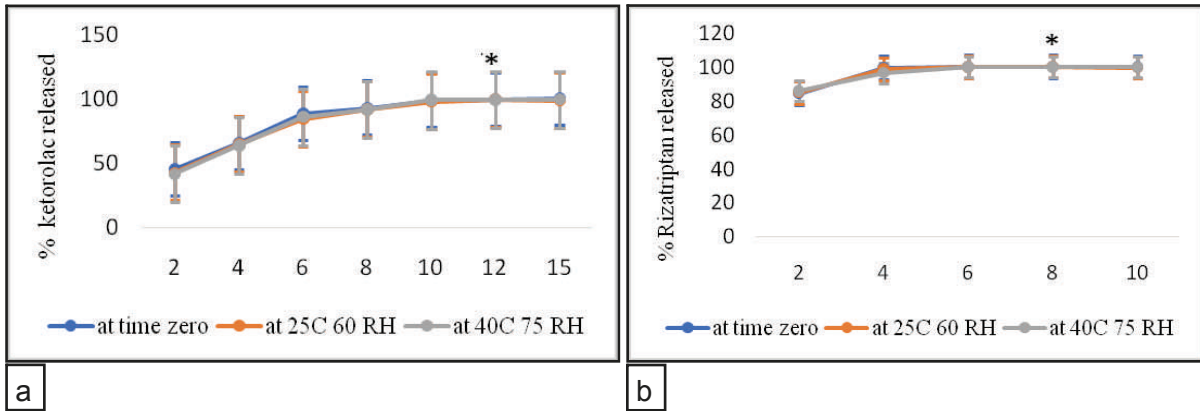 150
100
50
0
% ketorolac released
*
2 4 6 8 10 12 15
at time zero at 25C 60 RH at 40C 75 RH
a
120
100
80
60
40
20
0
% Rizatriptan released
*
2 4 6 8 10
at time zero at 25C 60 RH at 40C 75 RH
b